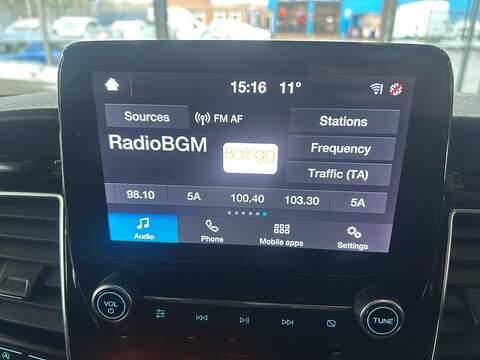 15:16 11°
Sources
FM AF
Stations
RadioBGM
Bailrigg
Frequency
Traffic (TA)
98.10 5A 100.40 103.30 5A
Audio
Phone
Mobile apps
Settings
VOL
TUNE